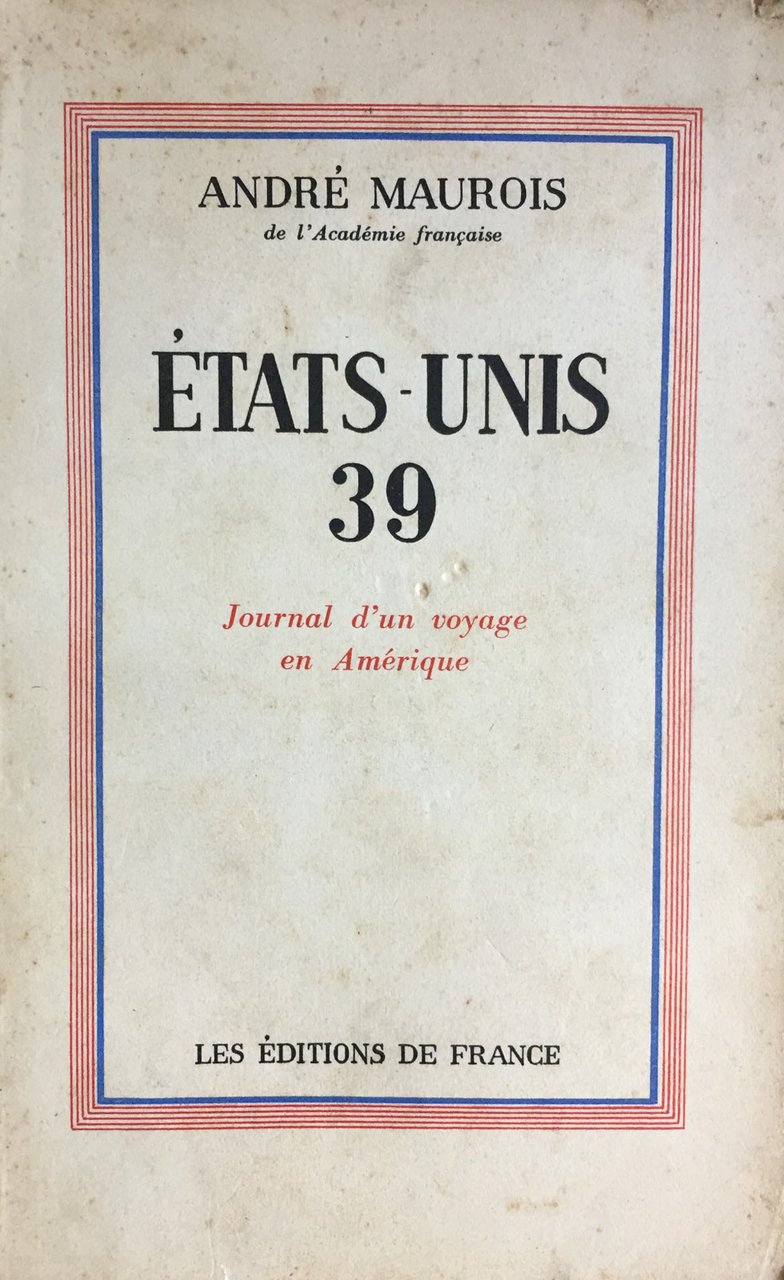 ANDRÉ MAUROIS
de l'Académie française
ÉTATS-UNIS
39
Journal d'un voyage
en Amérique
LES ÉDITIONS DE FRANCE